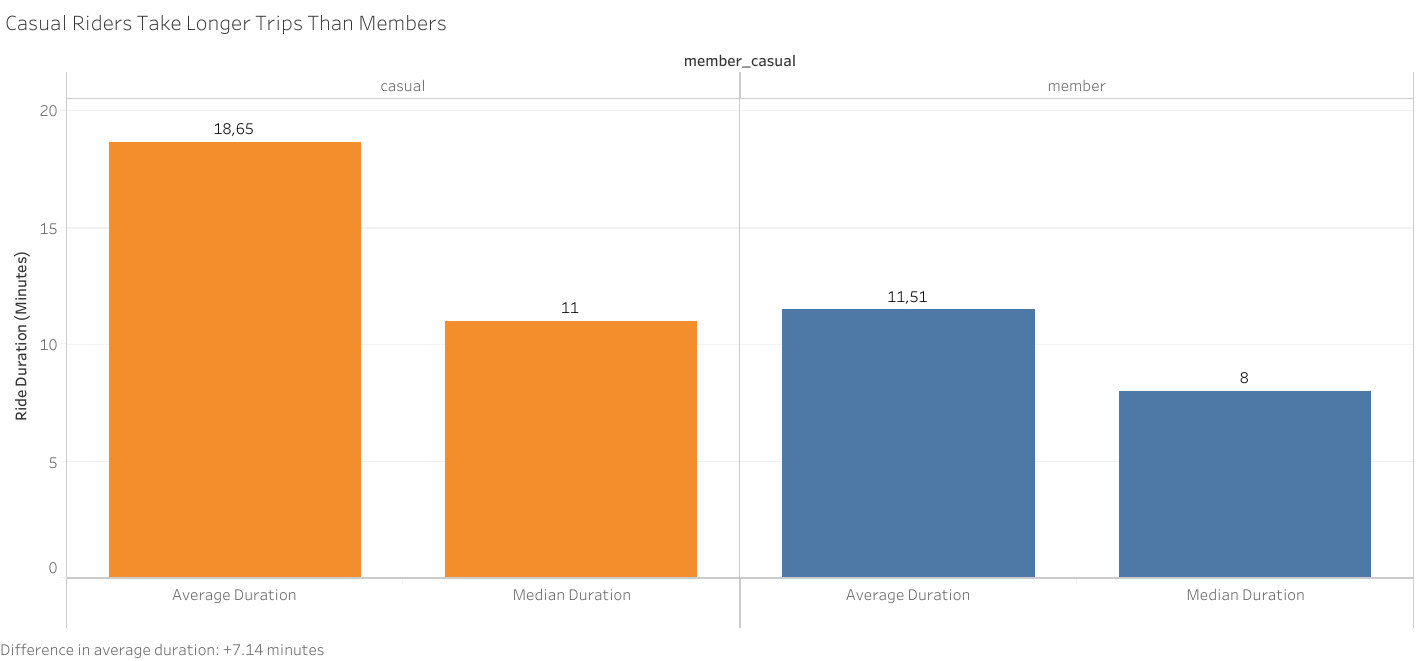 Casual Riders Take Longer Trips Than Members
member_casual
casual
member
Ride Duration (Minutes)
20
15
10
5
0
18,65
11
11,51
8
Average Duration
Median Duration
Average Duration
Median Duration
Difference in average duration: +7.14 minutes